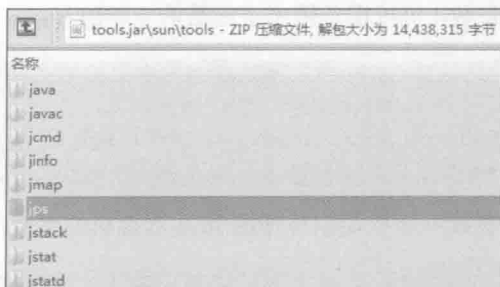 tools.jar\sun\tools - ZIP 压缩文件, 解包大小为 14,438,315 字节
名称
java
javac
jcmd
jinfo
jmap
jps
jstack
jstat
jstatd